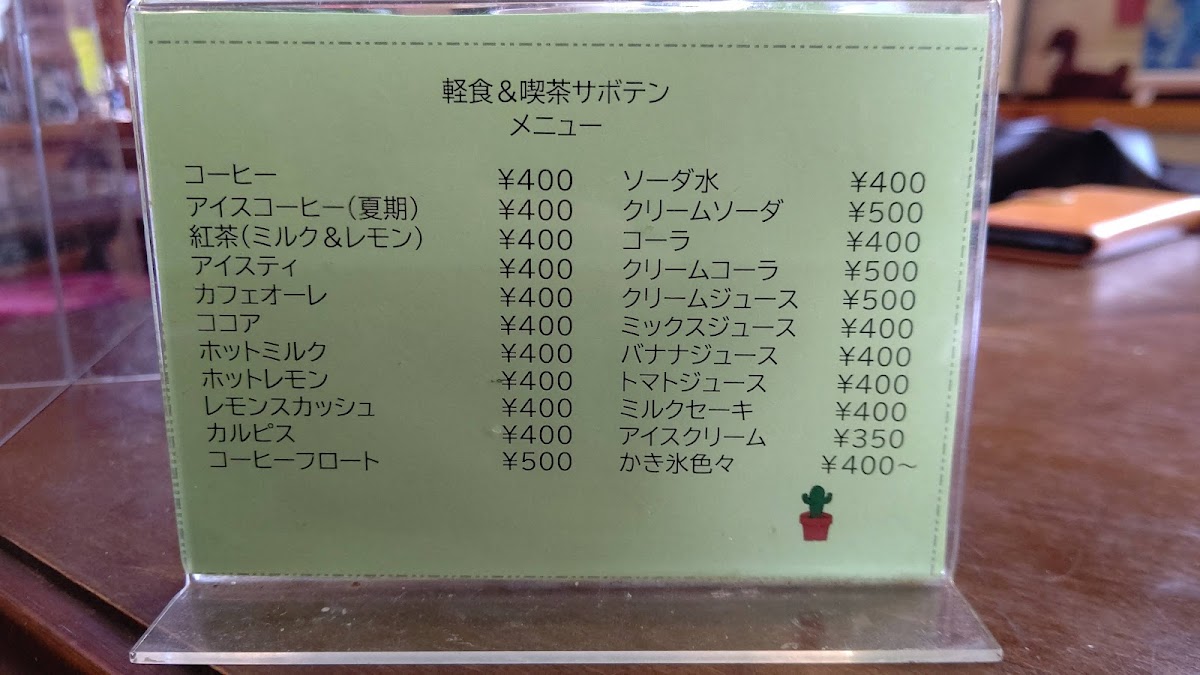 軽食＆喫茶サボテン
メニュー
コーヒー ¥400
アイスコーヒー(夏期) ¥400
紅茶(ミルク＆レモン) ¥400
アイスティ ¥400
カフェオーレ ¥400
ココア ¥400
ホットミルク ¥400
ホットレモン ¥400
レモンスカッシュ ¥400
カルピス ¥400
コーヒーフロート ¥500
ソーダ水 ¥400
クリームソーダ ¥500
コーラ ¥400
クリームコーラ ¥500
クリームジュース ¥500
ミックスジュース ¥400
バナナジュース ¥400
トマトジュース ¥400
ミルクセーキ ¥400
アイスクリーム ¥350
かき氷色々 ¥400～